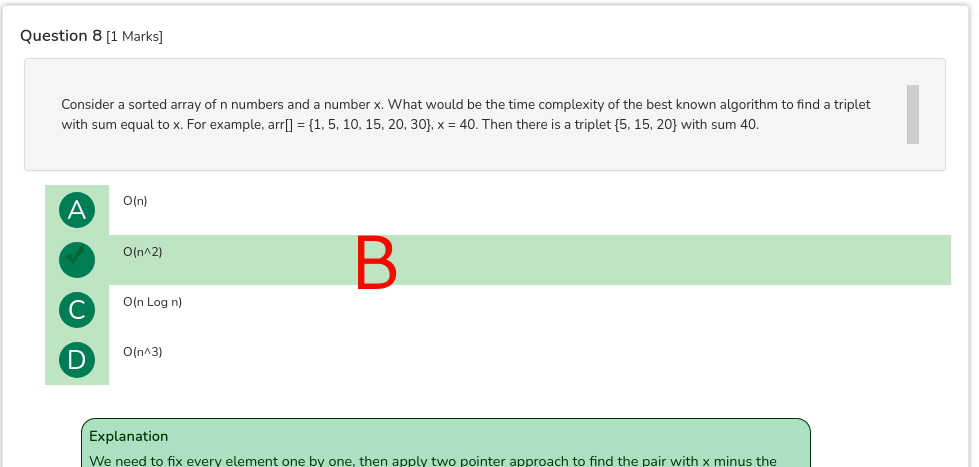 Question 8 [1 Marks]
Consider a sorted array of n numbers and a number x. What would be the time complexity of the best known algorithm to find a triplet
with sum equal to x. For example, arr[] = {1, 5, 10, 15, 20, 30}, x = 40. Then there is a triplet {5, 15, 20} with sum 40.
A O(n)
O(n^2) B
C O(n Log n)
D O(n^3)
Explanation
We need to fix every element one by one, then apply two pointer approach to find the pair with x minus the